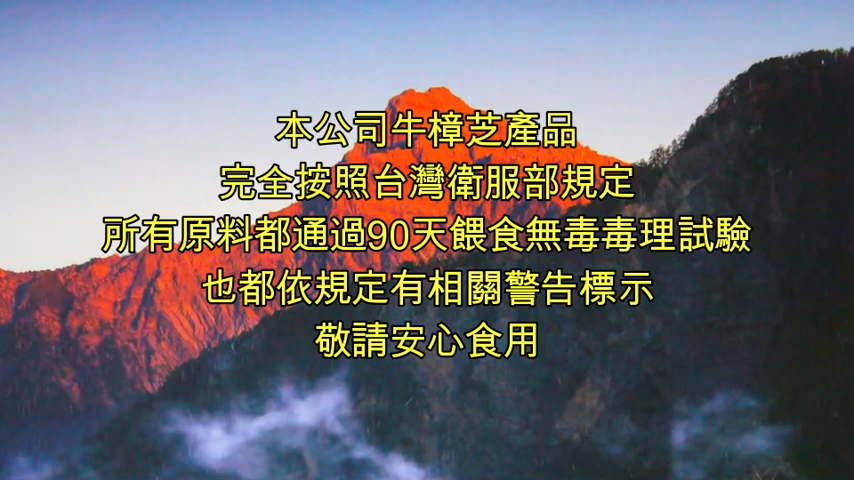 本公司牛樟芝產品
完全按照台灣衛服部規定
所有原料都通過90天餵食無毒毒理試驗
也都依規定有相關警告標示
敬請安心食用